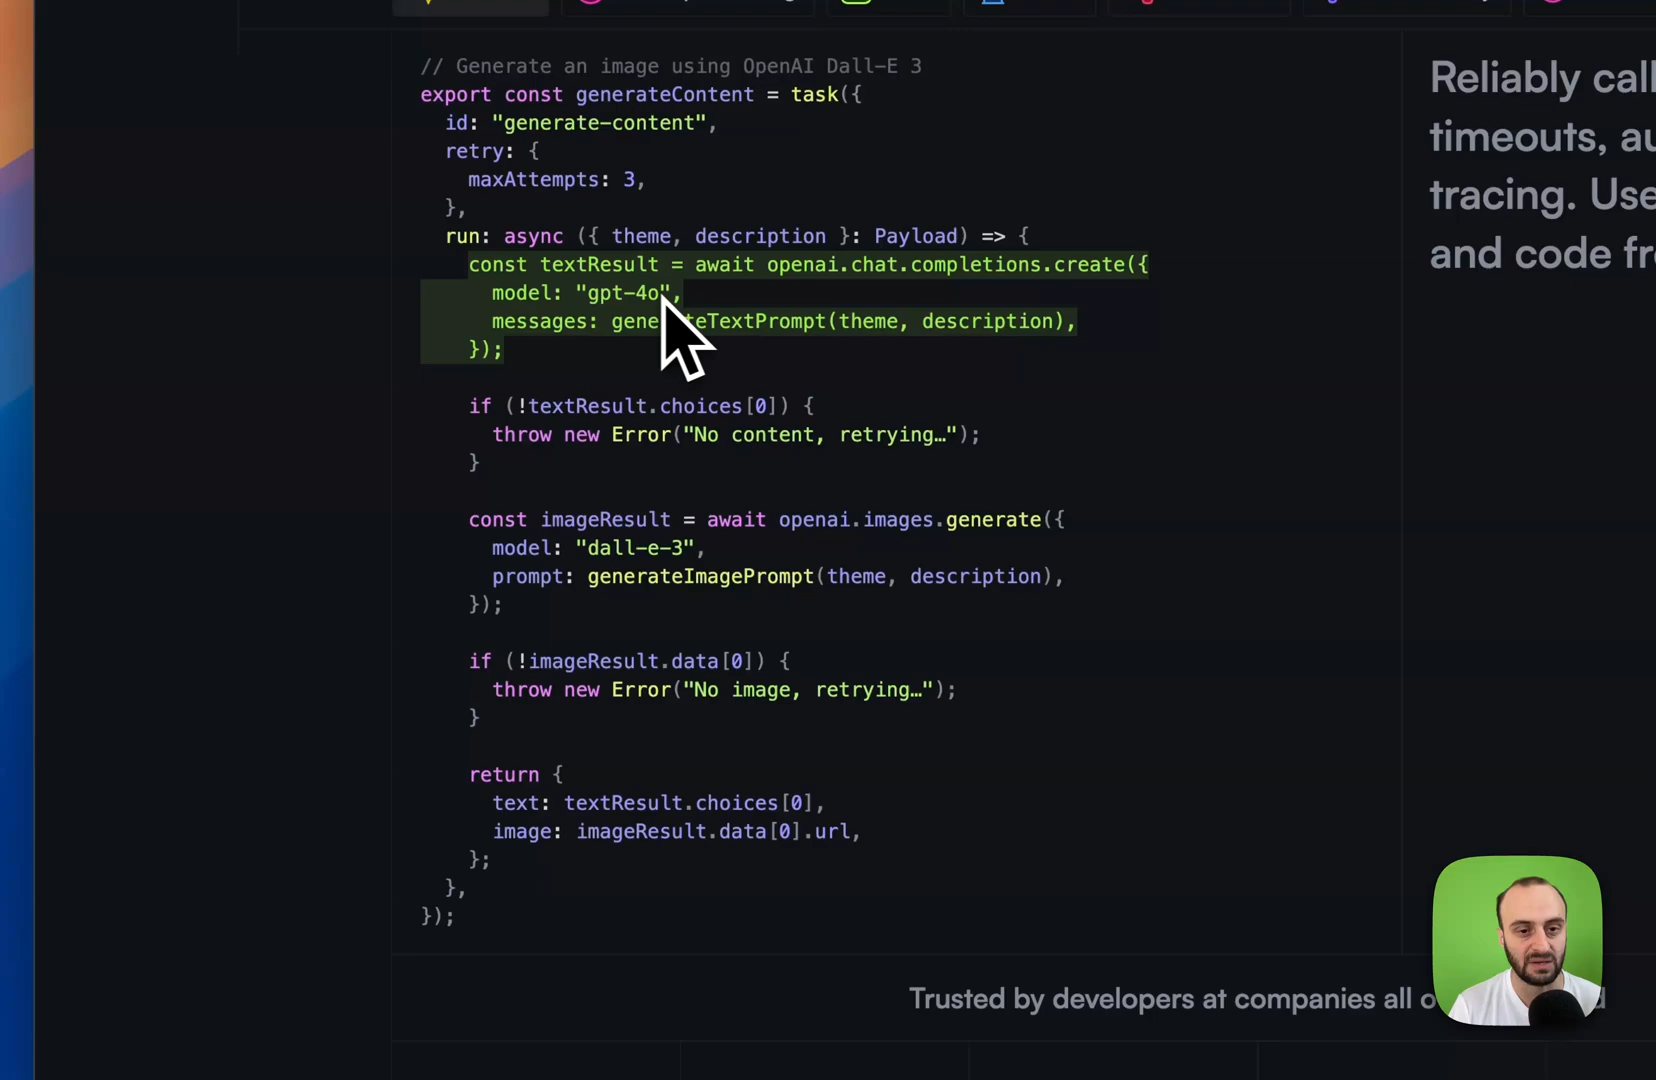 // Generate an image using OpenAI Dall-E 3
export const generateContent = task({
id: "generate-content",
retry: {
maxAttempts: 3,
},
run: async ({ theme, description }: Payload) => {
const textResult = await openai.chat.completions.create({
model: "gpt-4o",
messages: gene teTextPrompt(theme, description),
});
if (!textResult.choices[0]) {
throw new Error("No content, retrying…");
}
const imageResult = await openai.images.generate({
model: "dall-e-3",
prompt: generateImagePrompt(theme, description),
});
if (!imageResult.data[0]) {
throw new Error("No image, retrying…");
}
return {
text: textResult.choices[0],
image: imageResult.data[0].url,
};
},
});
Reliably call
timeouts, au
tracing. Use
and code fr
Trusted by developers at companies all o